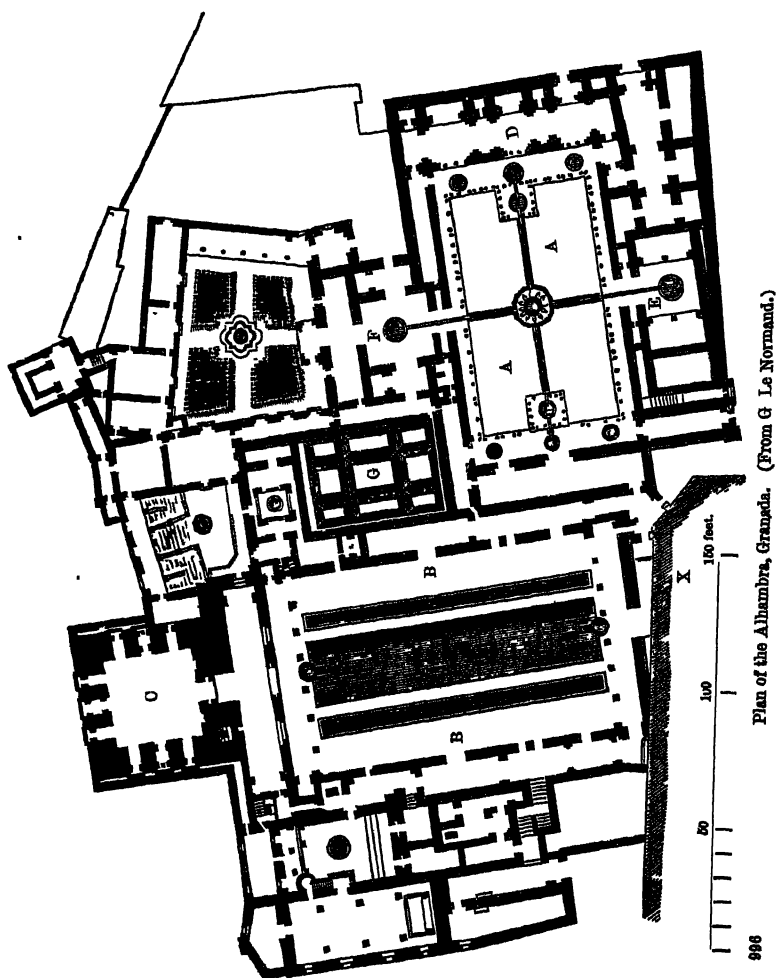 C
G
F
B
B
A
D
A
E
X
50 100 150 feet.
996 Plan of the Alhambra, Granada. (From G Le Normand.)